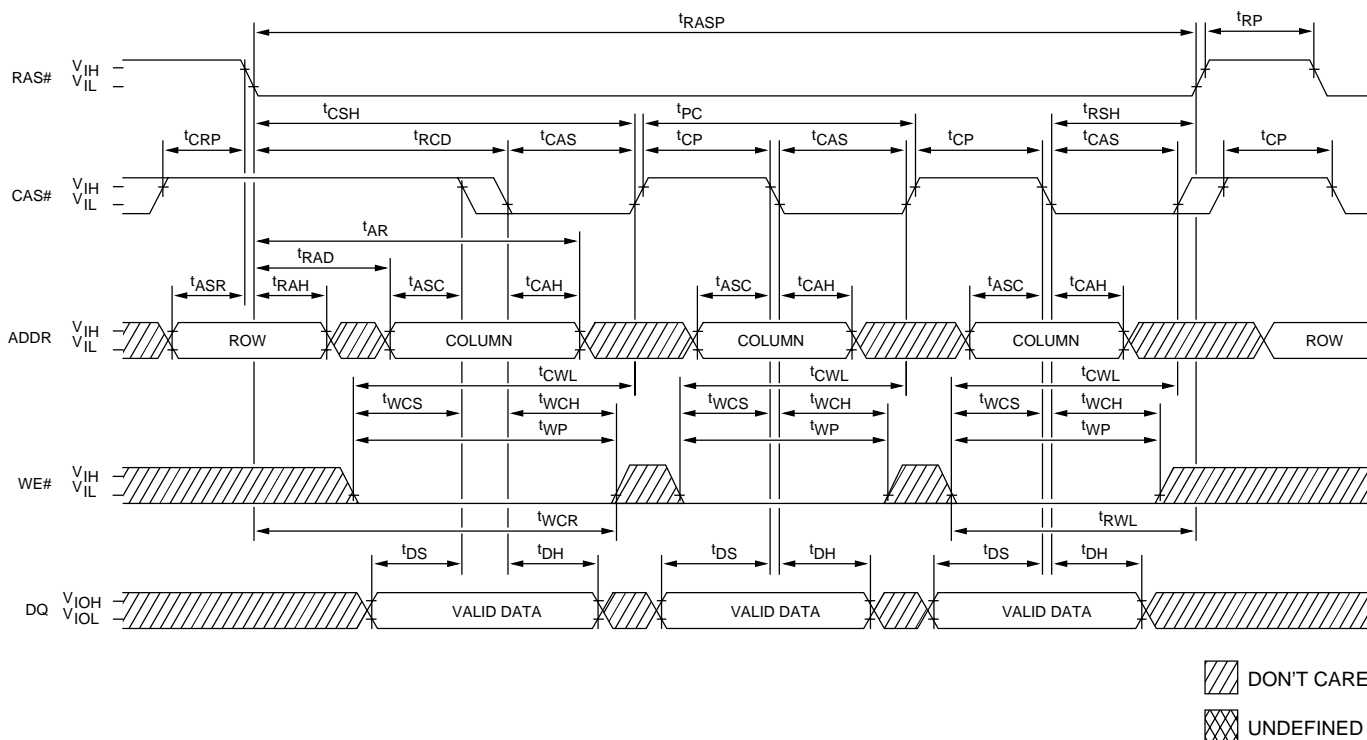 tRASP tRP
RAS# VIH
VIL
tCSH tPC tRSH
tCRP tRCD tCAS tCP tCAS tCP tCAS tCP
CAS# VIH
VIL
tAR
tRAD
tASR tRAH tASC tCAH tASC tCAH tASC tCAH
ADDR VIH
VIL
ROW COLUMN COLUMN COLUMN ROW
tCWL tCWL tCWL
tWCS tWCH tWCS tWCH tWCS tWCH
tWP tWP tWP
WE# VIH
VIL
tWCR tRWL
tDS tDH tDS tDH tDS tDH
DQ VIOH
VIOL
VALID DATA VALID DATA VALID DATA
DON'T CARE
UNDEFINED